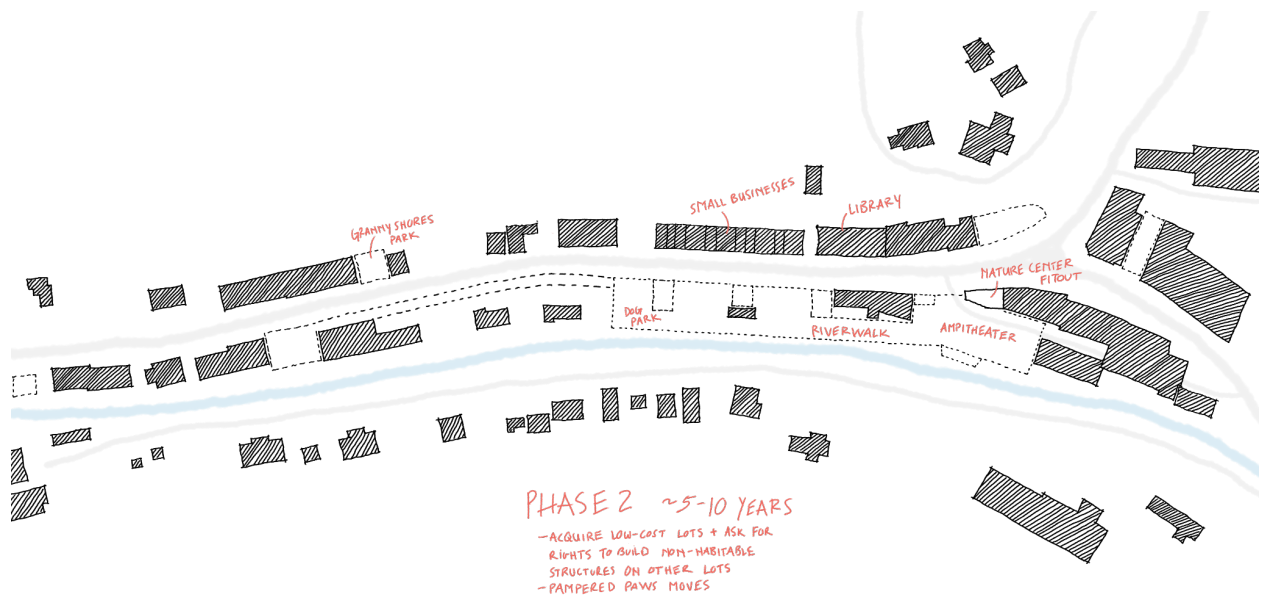 SMALL BUSINESSES
LIBRARY
GRANNY SHORES
PARK
NATURE CENTER
FITOUT
DOG
PARK
RIVERWALK
AMPITHEATER
PHASE 2 ~5-10 YEARS
- ACQUIRE LOW-COST LOTS + ASK FOR
RIGHTS TO BUILD NON-HABITABLE
STRUCTURES ON OTHER LOTS
- PAMPERED PAWS MOVES